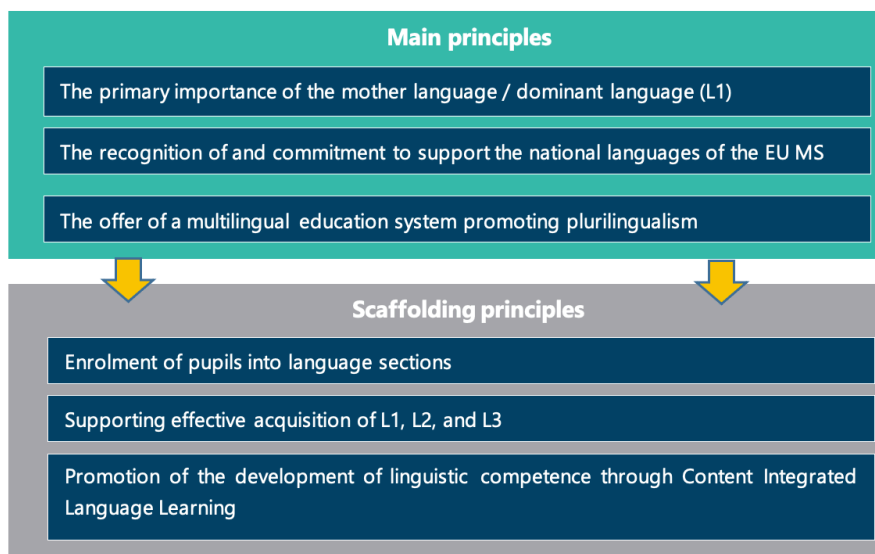 Main principles
The primary importance of the mother language / dominant language (L1)
The recognition of and commitment to support the national languages of the EU MS
The offer of a multilingual education system promoting plurilingualism
Scaffolding principles
Enrolment of pupils into language sections
Supporting effective acquisition of L1, L2, and L3
Promotion of the development of linguistic competence through Content Integrated
Language Learning